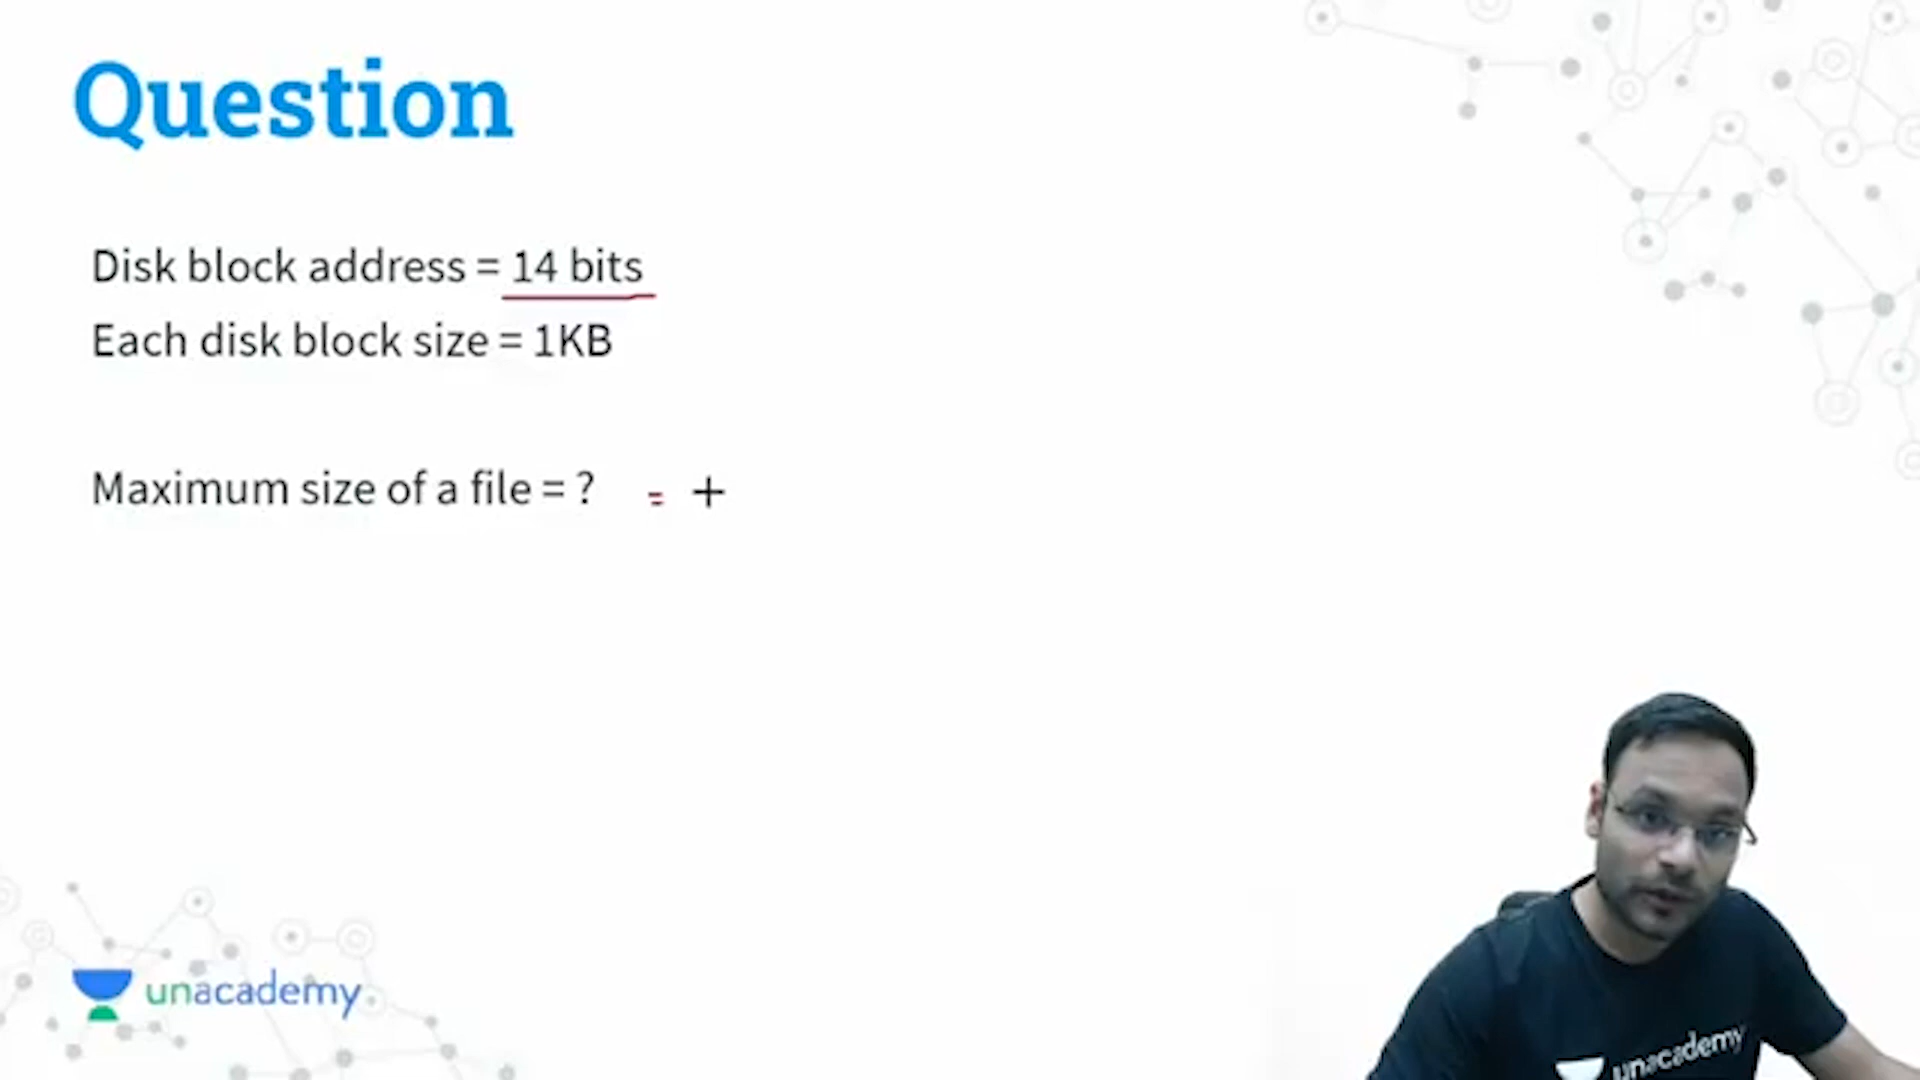 Question
Disk block address = 14 bits
Each disk block size = 1KB
Maximum size of a file = ? =
unacademy
unacademy